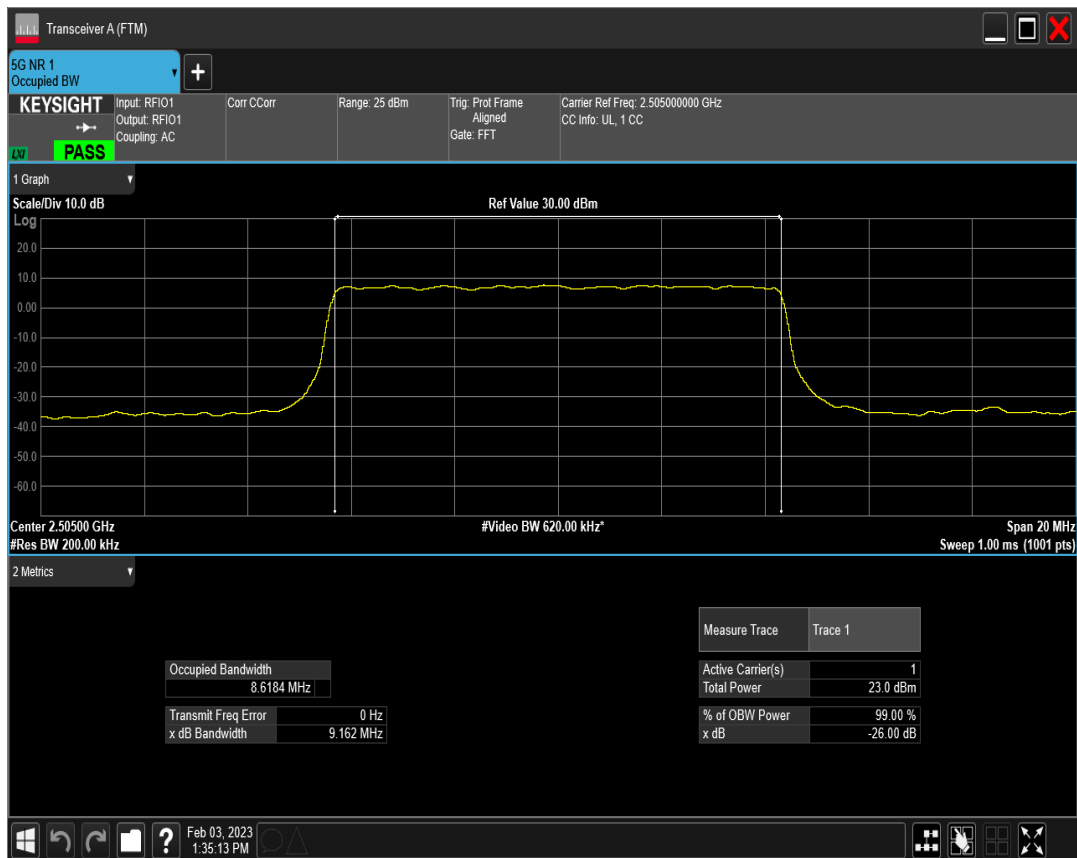 Transceiver A (FTM)
5G NR 1
Occupied BW
+
KEYSIGHT
LXI
PASS
Input: RFIO1
Output: RFIO1
Coupling: AC
Corr CCorr
Range: 25 dBm
Trig: Prot Frame
Aligned
Gate: FFT
Carrier Ref Freq: 2.505000000 GHz
CC Info: UL, 1 CC
1 Graph
Scale/Div 10.0 dB
Ref Value 30.00 dBm
Log
20.0
10.0
0.00
-10.0
-20.0
-30.0
-40.0
-50.0
-60.0
Center 2.50500 GHz
#Video BW 620.00 kHz*
Span 20 MHz
#Res BW 200.00 kHz
Sweep 1.00 ms (1001 pts)
2 Metrics
Measure Trace Trace 1
Occupied Bandwidth
8.6184 MHz
Active Carrier(s) 1
Total Power 23.0 dBm
Transmit Freq Error 0 Hz
x dB Bandwidth 9.162 MHz
% of OBW Power 99.00 %
x dB -26.00 dB
?
Feb 03, 2023
1:35:13 PM